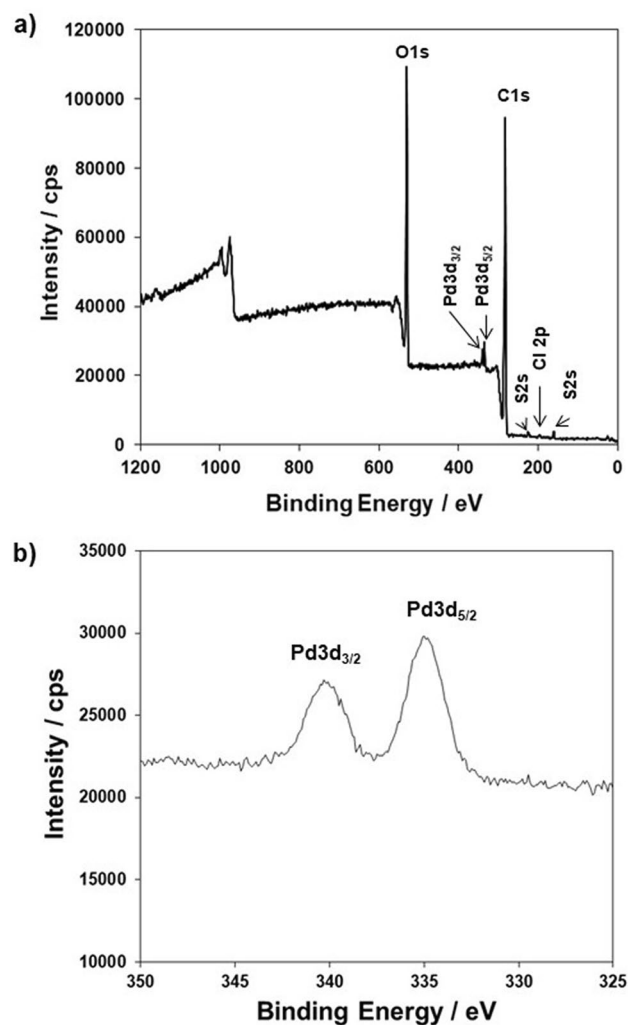 a)
120000
100000
80000
60000
40000
20000
0
Intensity / cps
O1s
C1s
Pd3d3/2
Pd3d5/2
S2s
Cl 2p
S2s
1200 1000 800 600 400 200 0
Binding Energy / eV
b)
35000
30000
25000
20000
15000
10000
Intensity / cps
Pd3d3/2
Pd3d5/2
350 345 340 335 330 325
Binding Energy / eV